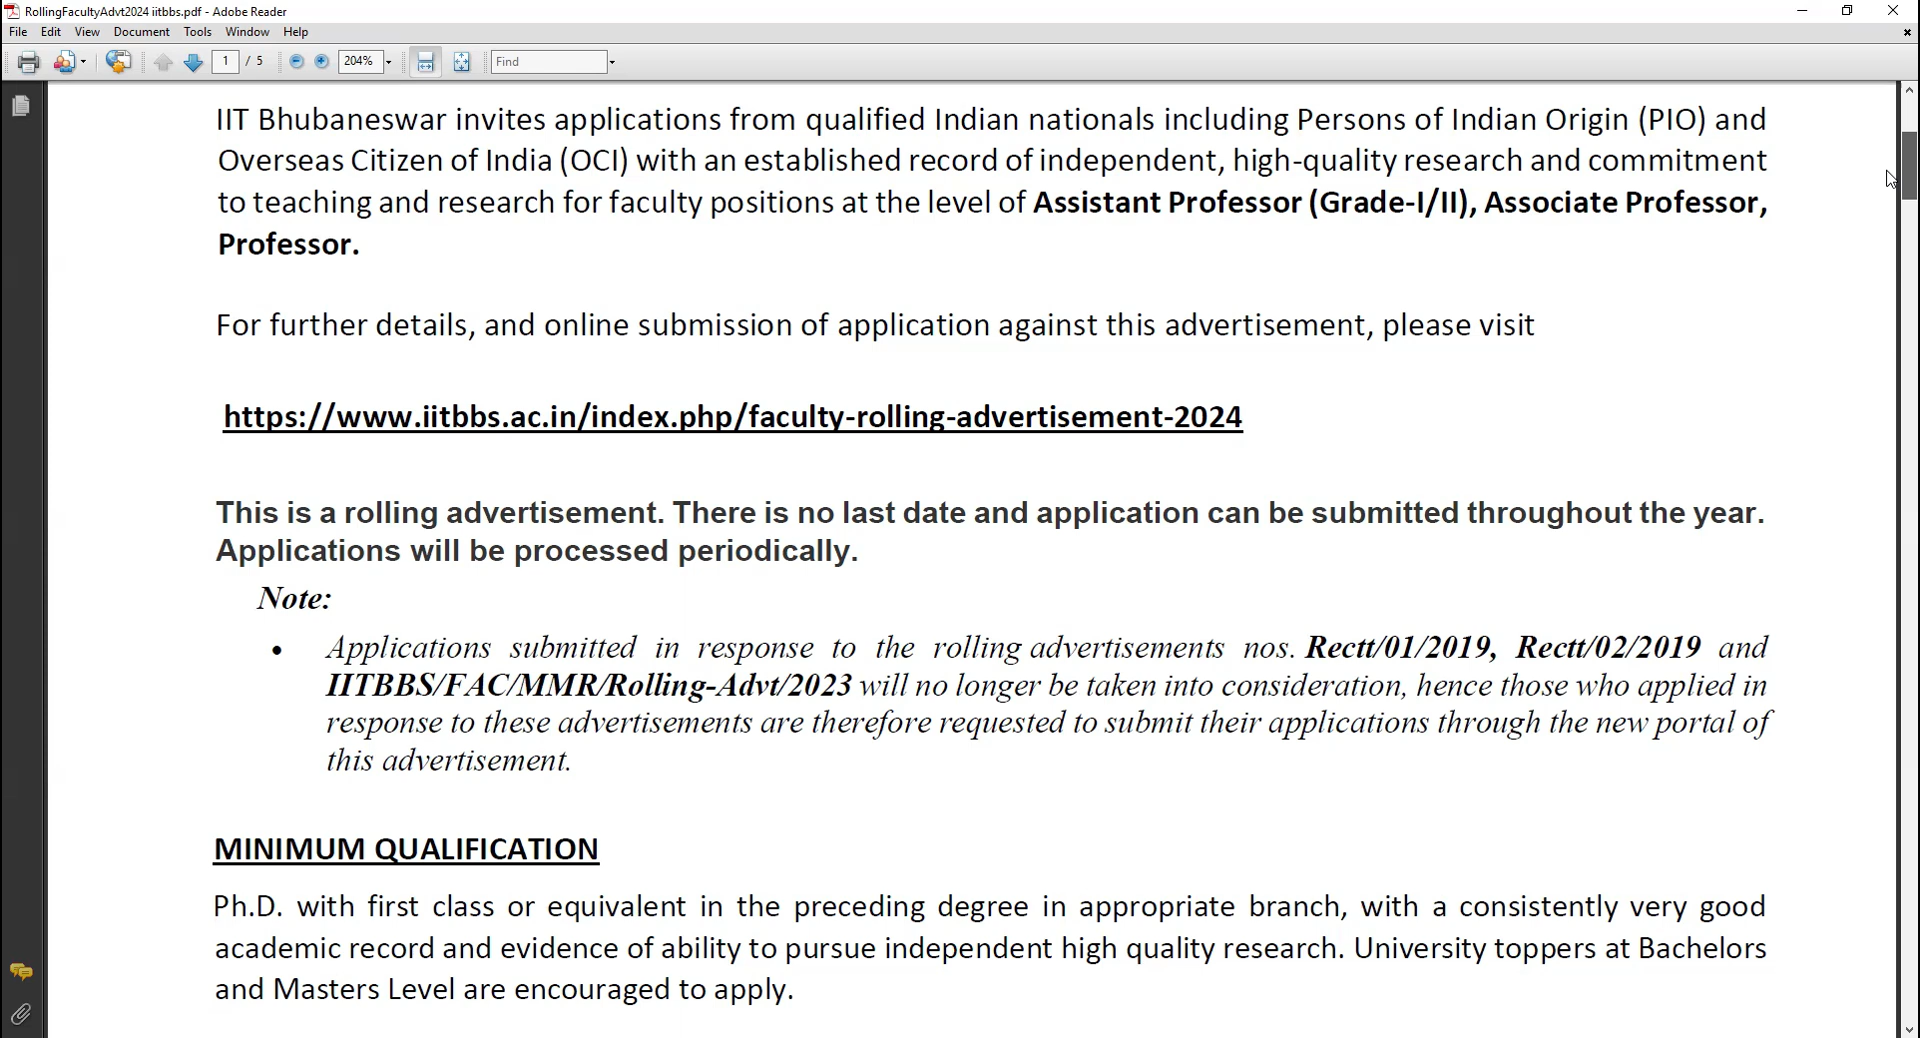 RollingFacultyAdvt2024 iitbbs.pdf - Adobe Reader
File Edit View Document Tools Window Help
1 / 5 204% Find
IIT Bhubaneswar invites applications from qualified Indian nationals including Persons of Indian Origin (PIO) and
Overseas Citizen of India (OCI) with an established record of independent, high-quality research and commitment
to teaching and research for faculty positions at the level of Assistant Professor (Grade-I/II), Associate Professor,
Professor.
For further details, and online submission of application against this advertisement, please visit
https://www.iitbbs.ac.in/index.php/faculty-rolling-advertisement-2024
This is a rolling advertisement. There is no last date and application can be submitted throughout the year.
Applications will be processed periodically.
Note:
• Applications submitted in response to the rolling advertisements nos. Rectt/01/2019, Rectt/02/2019 and
IITBBS/FAC/MMR/Rolling-Advt/2023 will no longer be taken into consideration, hence those who applied in
response to these advertisements are therefore requested to submit their applications through the new portal of
this advertisement.
MINIMUM QUALIFICATION
Ph.D. with first class or equivalent in the preceding degree in appropriate branch, with a consistently very good
academic record and evidence of ability to pursue independent high quality research. University toppers at Bachelors
and Masters Level are encouraged to apply.